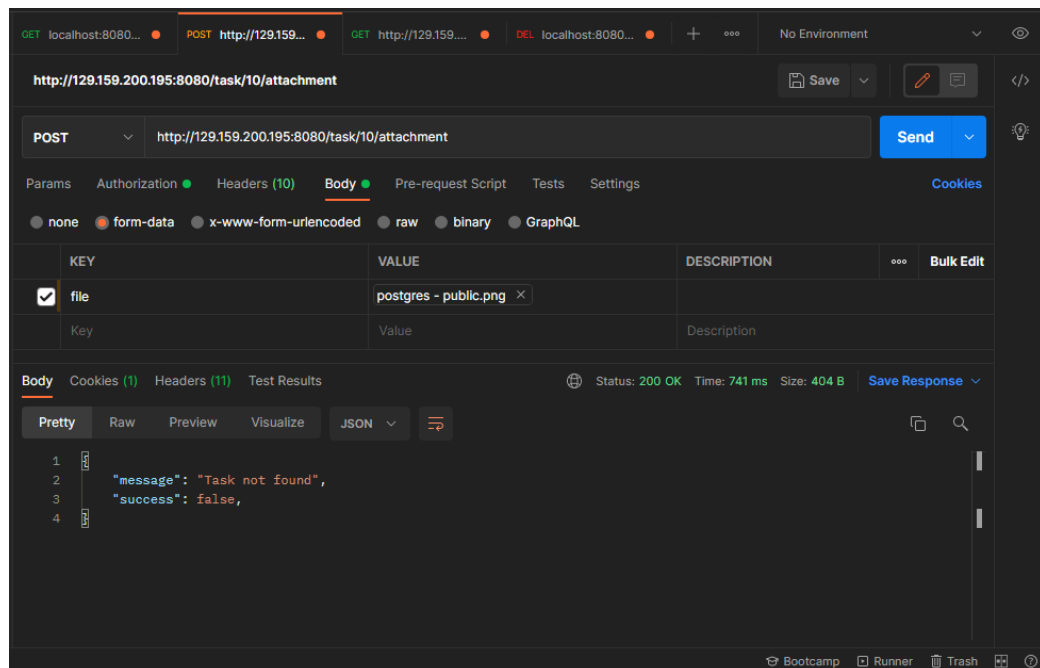 GET localhost:8080... POST http://129.159... GET http://129.159.... DEL localhost:8080... No Environment
http://129.159.200.195:8080/task/10/attachment Save
POST http://129.159.200.195:8080/task/10/attachment Send
Params Authorization Headers (10) Body Pre-request Script Tests Settings Cookies
none form-data x-www-form-urlencoded raw binary GraphQL
KEY VALUE DESCRIPTION Bulk Edit
file postgres - public.png
Key Value Description
Body Cookies (1) Headers (11) Test Results Status: 200 OK Time: 741 ms Size: 404 B Save Response
Pretty Raw Preview Visualize JSON
1 {
2 "message": "Task not found",
3 "success": false,
4 }
Bootcamp Runner Trash